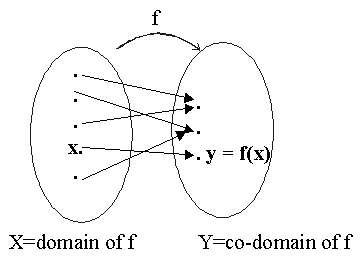 f
x.
y = f(x)
X=domain of f
Y=co-domain of f